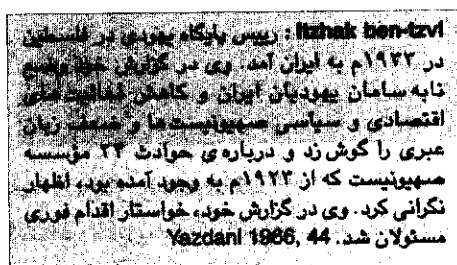 Itzhak ben-tzvi : رییس پایگاه یهودی در فلسطین
در ۱۹۲۳م به ایران آمد. وی در گزارش خود وضع
نابه سامان یهودیان ایران و کاهش فعالیت‌های
اقتصادی و سیاسی صهیونیست‌ها و ضعف زبان
عبری را گوش زد و درباره‌ی حوادث ۲۳ مؤسسه
صهیونیست که از ۱۹۲۳م به وجود آمده بود، اظهار
نگرانی کرد. وی در گزارش خود، خواستار اقدام فوری
مسئولان شد. Yazdani 1966, 44